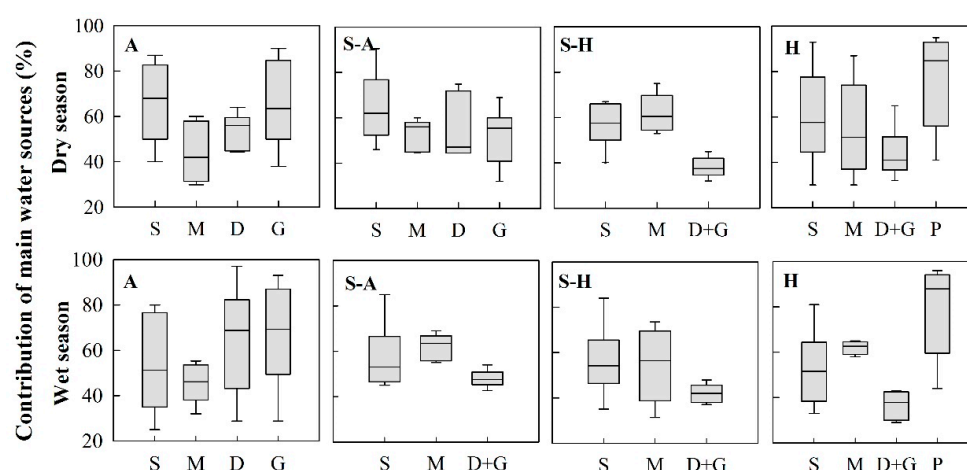 Contribution of main water sources (%)
Dry season
100
80
60
40
20
A
S M D G
S-A
S M D G
S-H
S M D+G
H
S M D+G P
Wet season
100
80
60
40
20
A
S M D G
S-A
S M D+G
S-H
S M D+G
H
S M D+G P